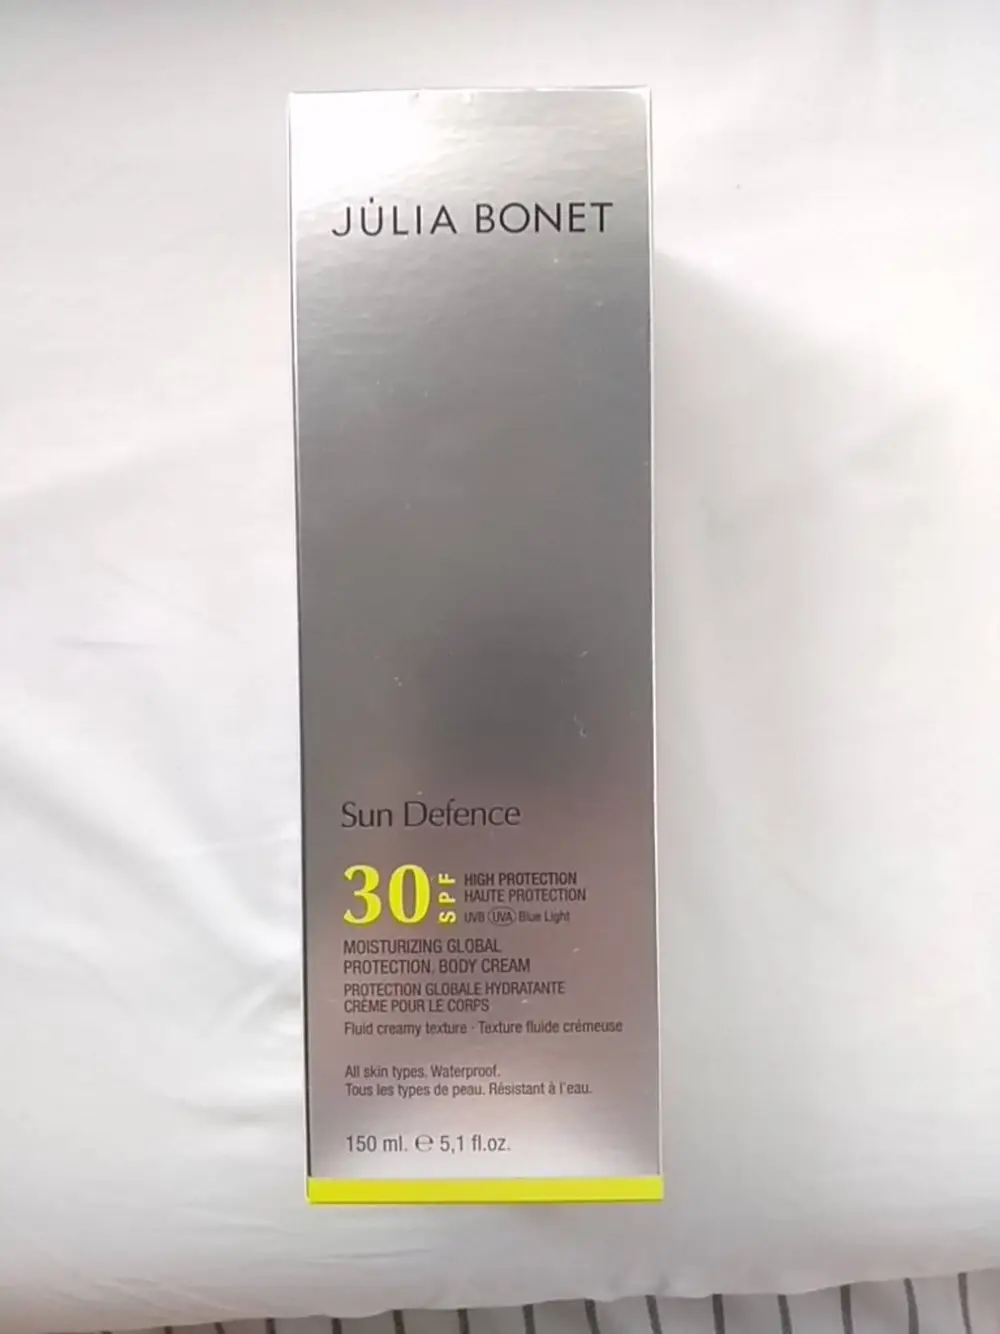 JÚLIA BONET
Sun Defence
30 SPF
HIGH PROTECTION
HAUTE PROTECTION
UVB UVA Blue Light
MOISTURIZING GLOBAL
PROTECTION, BODY CREAM
PROTECTION GLOBALE HYDRATANTE
CRÈME POUR LE CORPS
Fluid creamy texture · Texture fluide crémeuse
All skin types. Waterproof.
Tous les types de peau. Résistant à l'eau.
150 ml. ℮ 5,1 fl.oz.